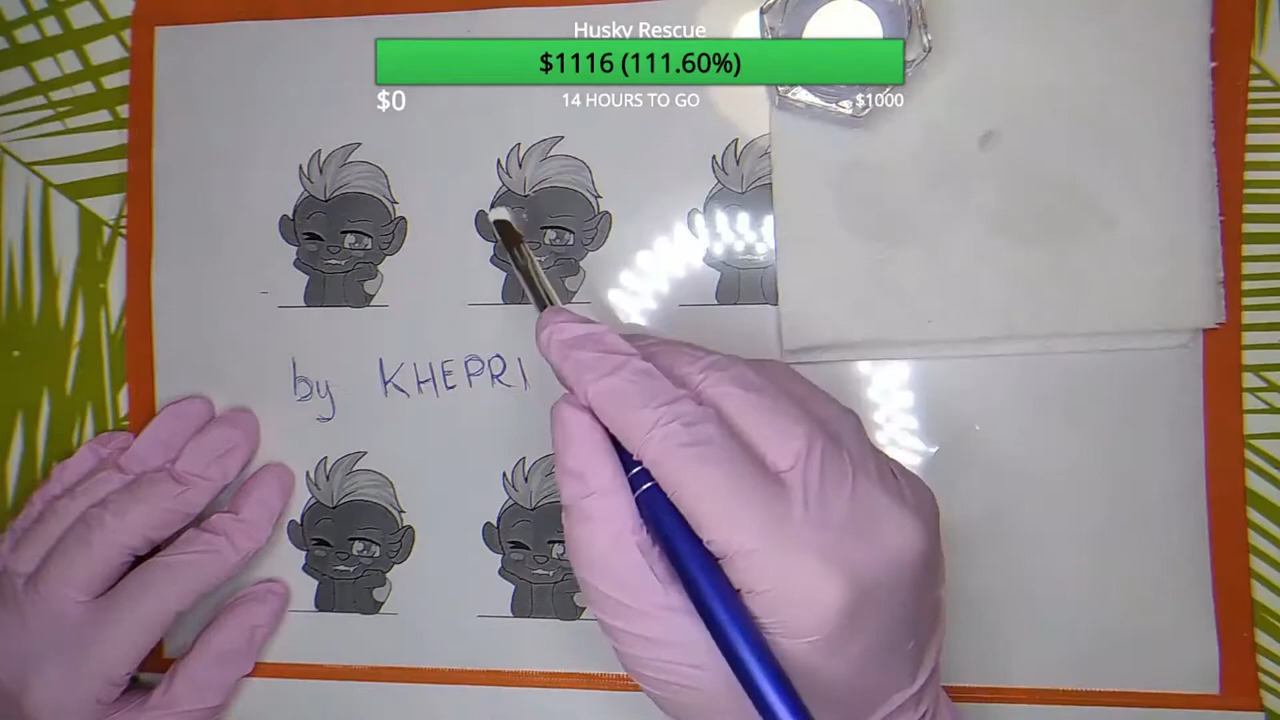 Husky Rescue
$1116 (111.60%)
$0 14 HOURS TO GO $1000
by KHEPRI